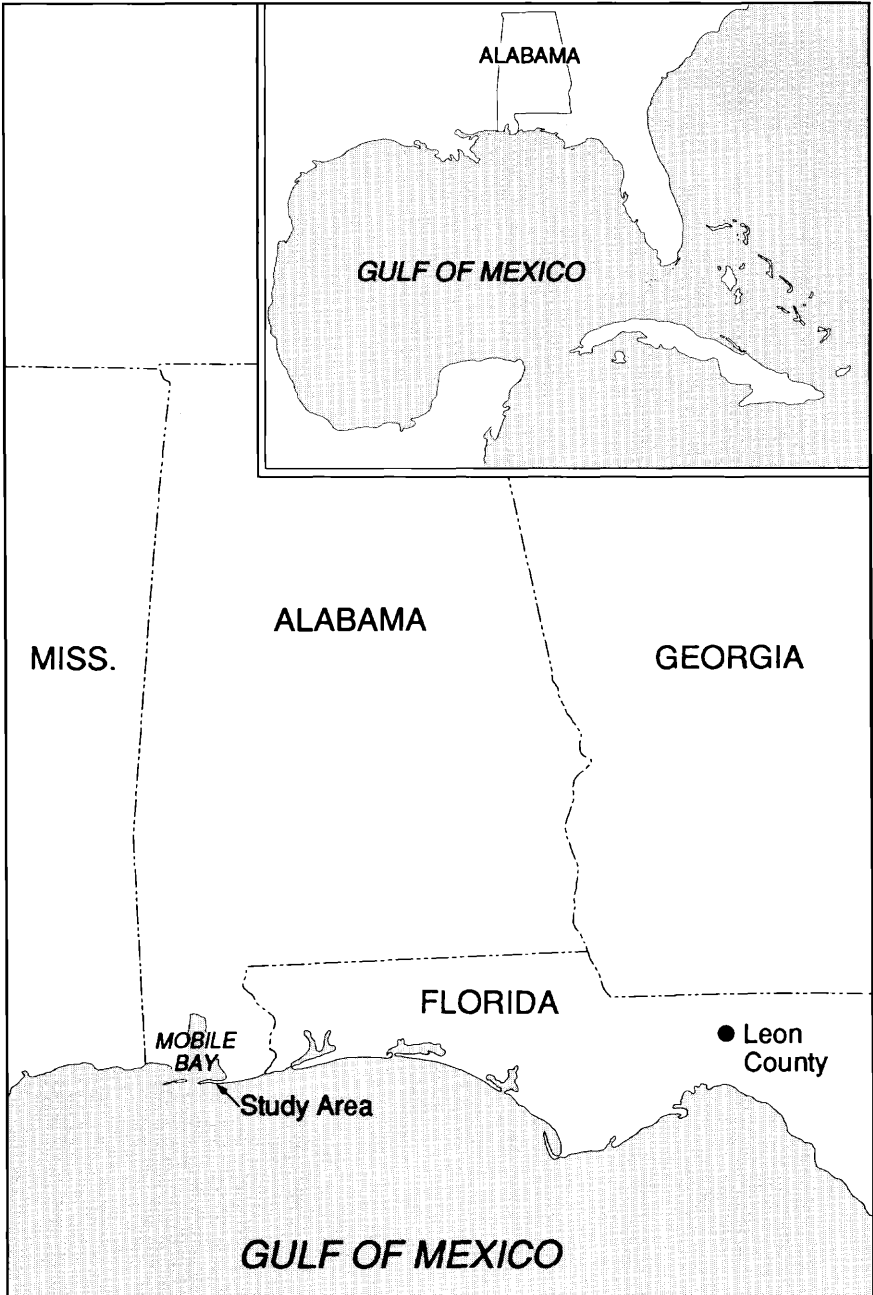 ALABAMA
GULF OF MEXICO
ALABAMA
MISS.
GEORGIA
FLORIDA
MOBILE
BAY
Leon
County
Study Area
GULF OF MEXICO